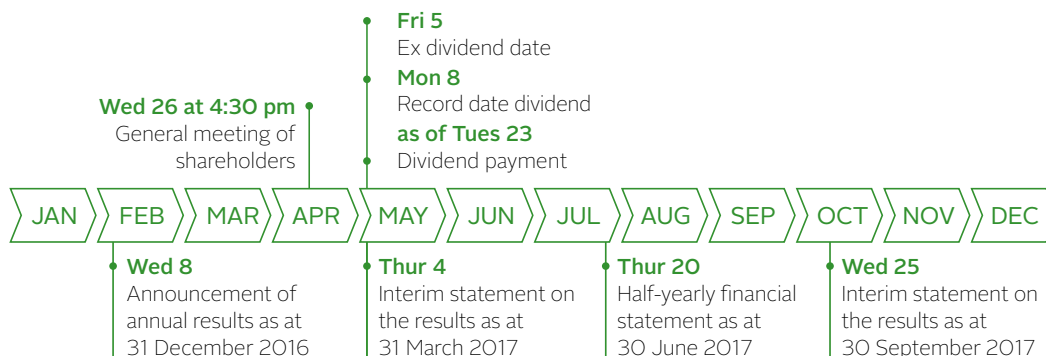 Fri 5
Ex dividend date
Mon 8
Record date dividend
as of Tues 23
Dividend payment
Wed 26 at 4:30 pm
General meeting of
shareholders
JAN FEB MAR APR MAY JUN JUL AUG SEP OCT NOV DEC
Wed 8
Announcement of
annual results as at
31 December 2016
Thur 4
Interim statement on
the results as at
31 March 2017
Thur 20
Half-yearly financial
statement as at
30 June 2017
Wed 25
Interim statement on
the results as at
30 September 2017